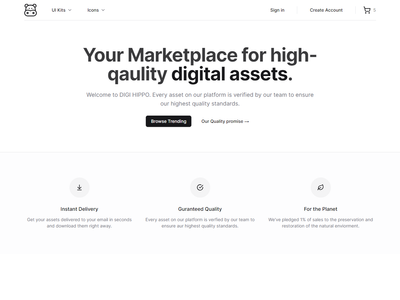 UI Kits
Icons
Sign in
Create Account
Your Marketplace for high-
qaulity digital assets.
Welcome to DIGI HIPPO. Every asset on our platform is verified by our team to ensure
our highest quality standards.
Browse Trending
Our Quality promise →
Instant Delivery
Guranteed Quality
For the Planet
Get your assets delivered to your email in seconds
and download them right away.
Every asset on our platform is verified by our team to
ensure our highest quality standards.
We've pledged 1% of sales to the preservation and
restoration of the natural enviroment.